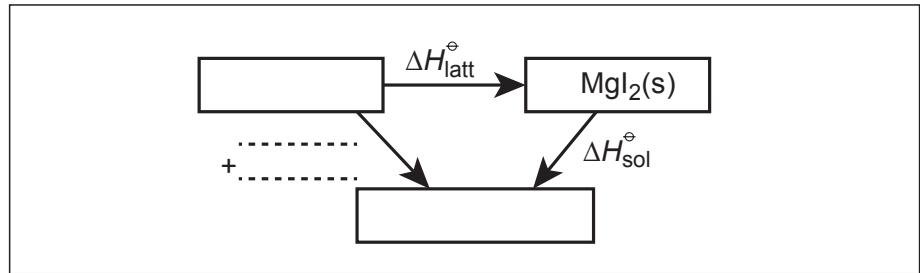 ΔH⦵latt
MgI₂(s)
+
ΔH⦵sol